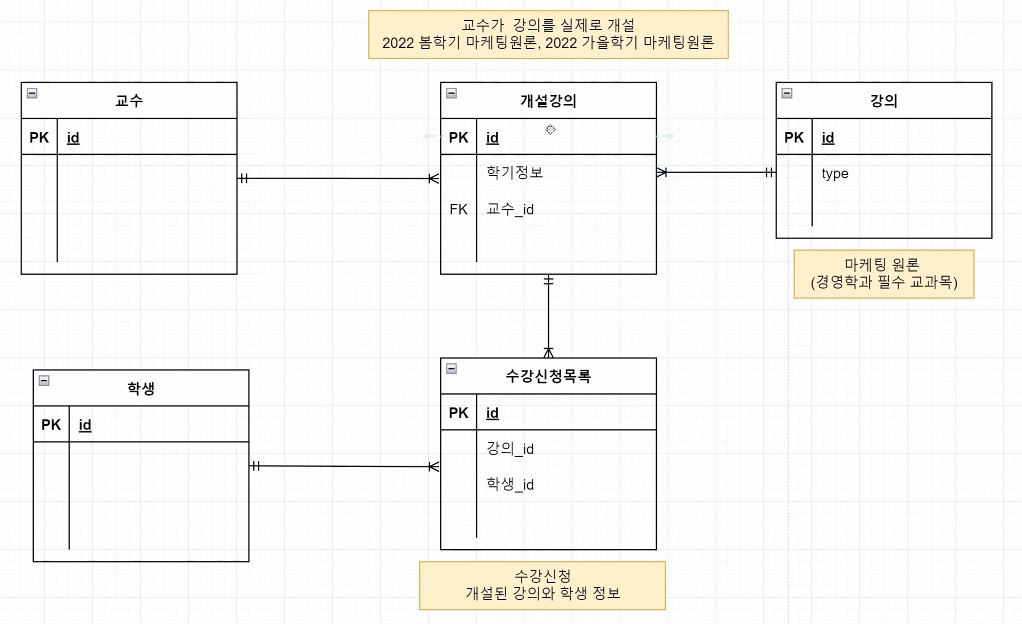 교수가 강의를 실제로 개설
2022 봄학기 마케팅원론, 2022 가을학기 마케팅원론
교수
PK id
개설강의
PK id
학기정보
FK 교수_id
강의
PK id
type
마케팅 원론
(경영학과 필수 교과목)
학생
PK id
수강신청목록
PK id
강의_id
학생_id
수강신청
개설된 강의와 학생 정보